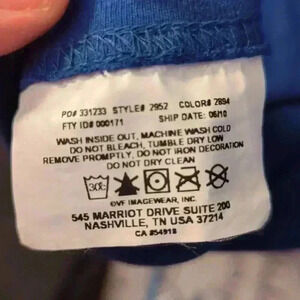 PO# 331233 STYLE# 2952 COLOR# 2894
FTY ID# 000171 SHIP DATE: 06/10
WASH INSIDE OUT, MACHINE WASH COLD
DO NOT BLEACH, TUMBLE DRY LOW
REMOVE PROMPTLY, DO NOT IRON DECORATION
DO NOT DRY CLEAN
30C
©VF IMAGEWEAR, INC.
545 MARRIOT DRIVE SUITE 200
NASHVILLE, TN USA 37214
CA #54918